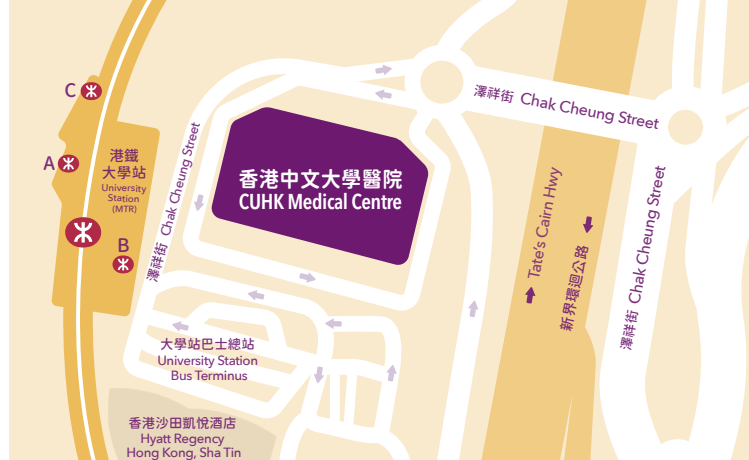 C
澤祥街 Chak Cheung Street
A
港鐵
大學站
University
Station
(MTR)
澤祥街 Chak Cheung Street
香港中文大學醫院
CUHK Medical Centre
B
Tate's Cairn Hwy
新界環迴公路
澤祥街 Chak Cheung Street
大學站巴士總站
University Station
Bus Terminus
香港沙田凱悅酒店
Hyatt Regency
Hong Kong, Sha Tin